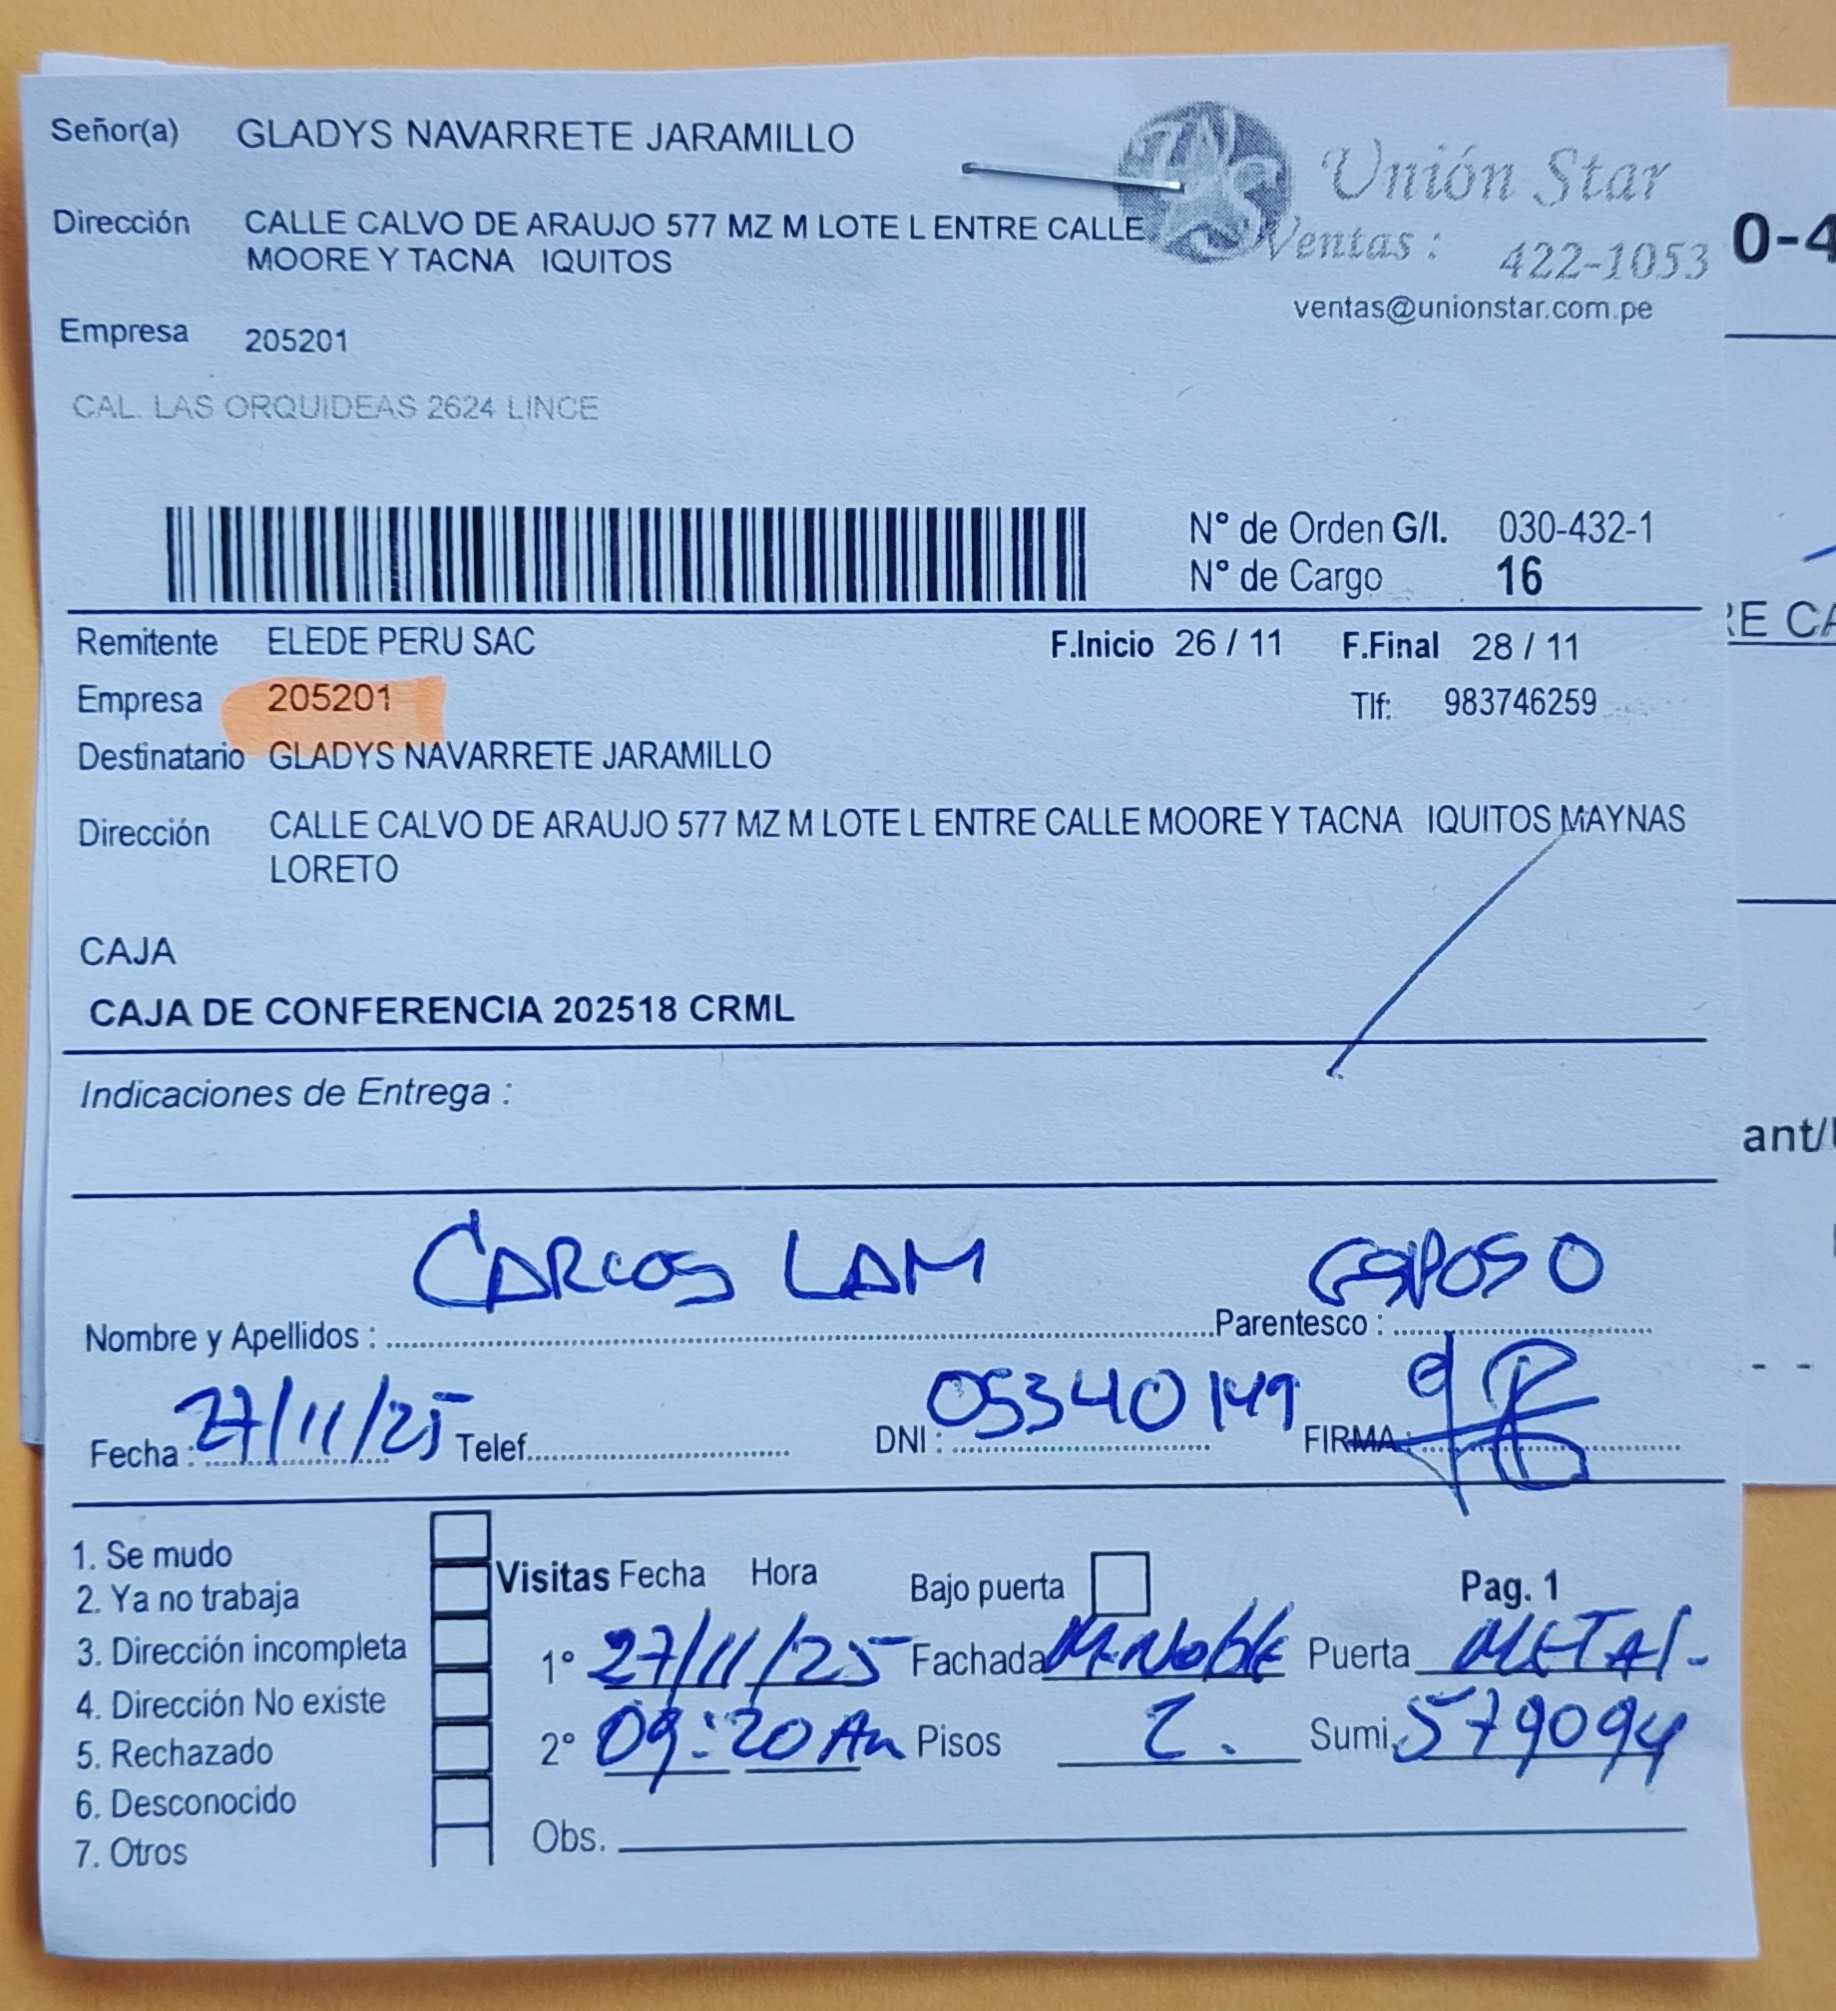 Señor(a) GLADYS NAVARRETE JARAMILLO
Unión Star
Ventas : 422-1053
ventas@unionstar.com.pe
Dirección CALLE CALVO DE ARAUJO 577 MZ M LOTE L ENTRE CALLE
MOORE Y TACNA IQUITOS
Empresa 205201
CAL. LAS ORQUIDEAS 2624 LINCE
N° de Orden G/I. 030-432-1
N° de Cargo 16
Remitente ELEDE PERU SAC F.Inicio 26 / 11 F.Final 28 / 11
Empresa 205201 Tlf: 983746259
Destinatario GLADYS NAVARRETE JARAMILLO
Dirección CALLE CALVO DE ARAUJO 577 MZ M LOTE L ENTRE CALLE MOORE Y TACNA IQUITOS MAYNAS
LORETO
CAJA
CAJA DE CONFERENCIA 202518 CRML
Indicaciones de Entrega :
CARLOS LAM ESPOSO
Nombre y Apellidos : Parentesco :
Fecha : 27/11/25 Telef. DNI : 05340149 FIRMA :
1. Se mudo
2. Ya no trabaja
3. Dirección incompleta
4. Dirección No existe
5. Rechazado
6. Desconocido
7. Otros
Visitas Fecha Hora Bajo puerta Pag. 1
1° 27/11/25 Fachada M.Noble Puerta METAL.
2° 09:20 Am Pisos 2. Sumi. 579094
Obs.
0-4
RE CA
ant/